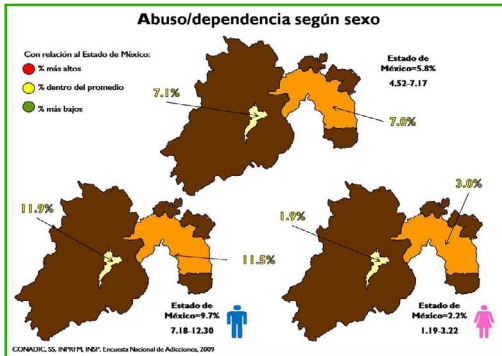 Abuso/dependencia según sexo
Con relación al Estado de México:
% más altos
% dentro del promedio
% más bajos
Estado de
México=5.8%
4.52-7.17
7.1%
7.0%
11.9%
11.5%
Estado de
México=9.7%
7.18-12.30
3.0%
1.9%
Estado de
México=2.2%
1.19-3.22
CONADIC, SS, INPRFM, INSP. Encuesta Nacional de Adicciones, 2009